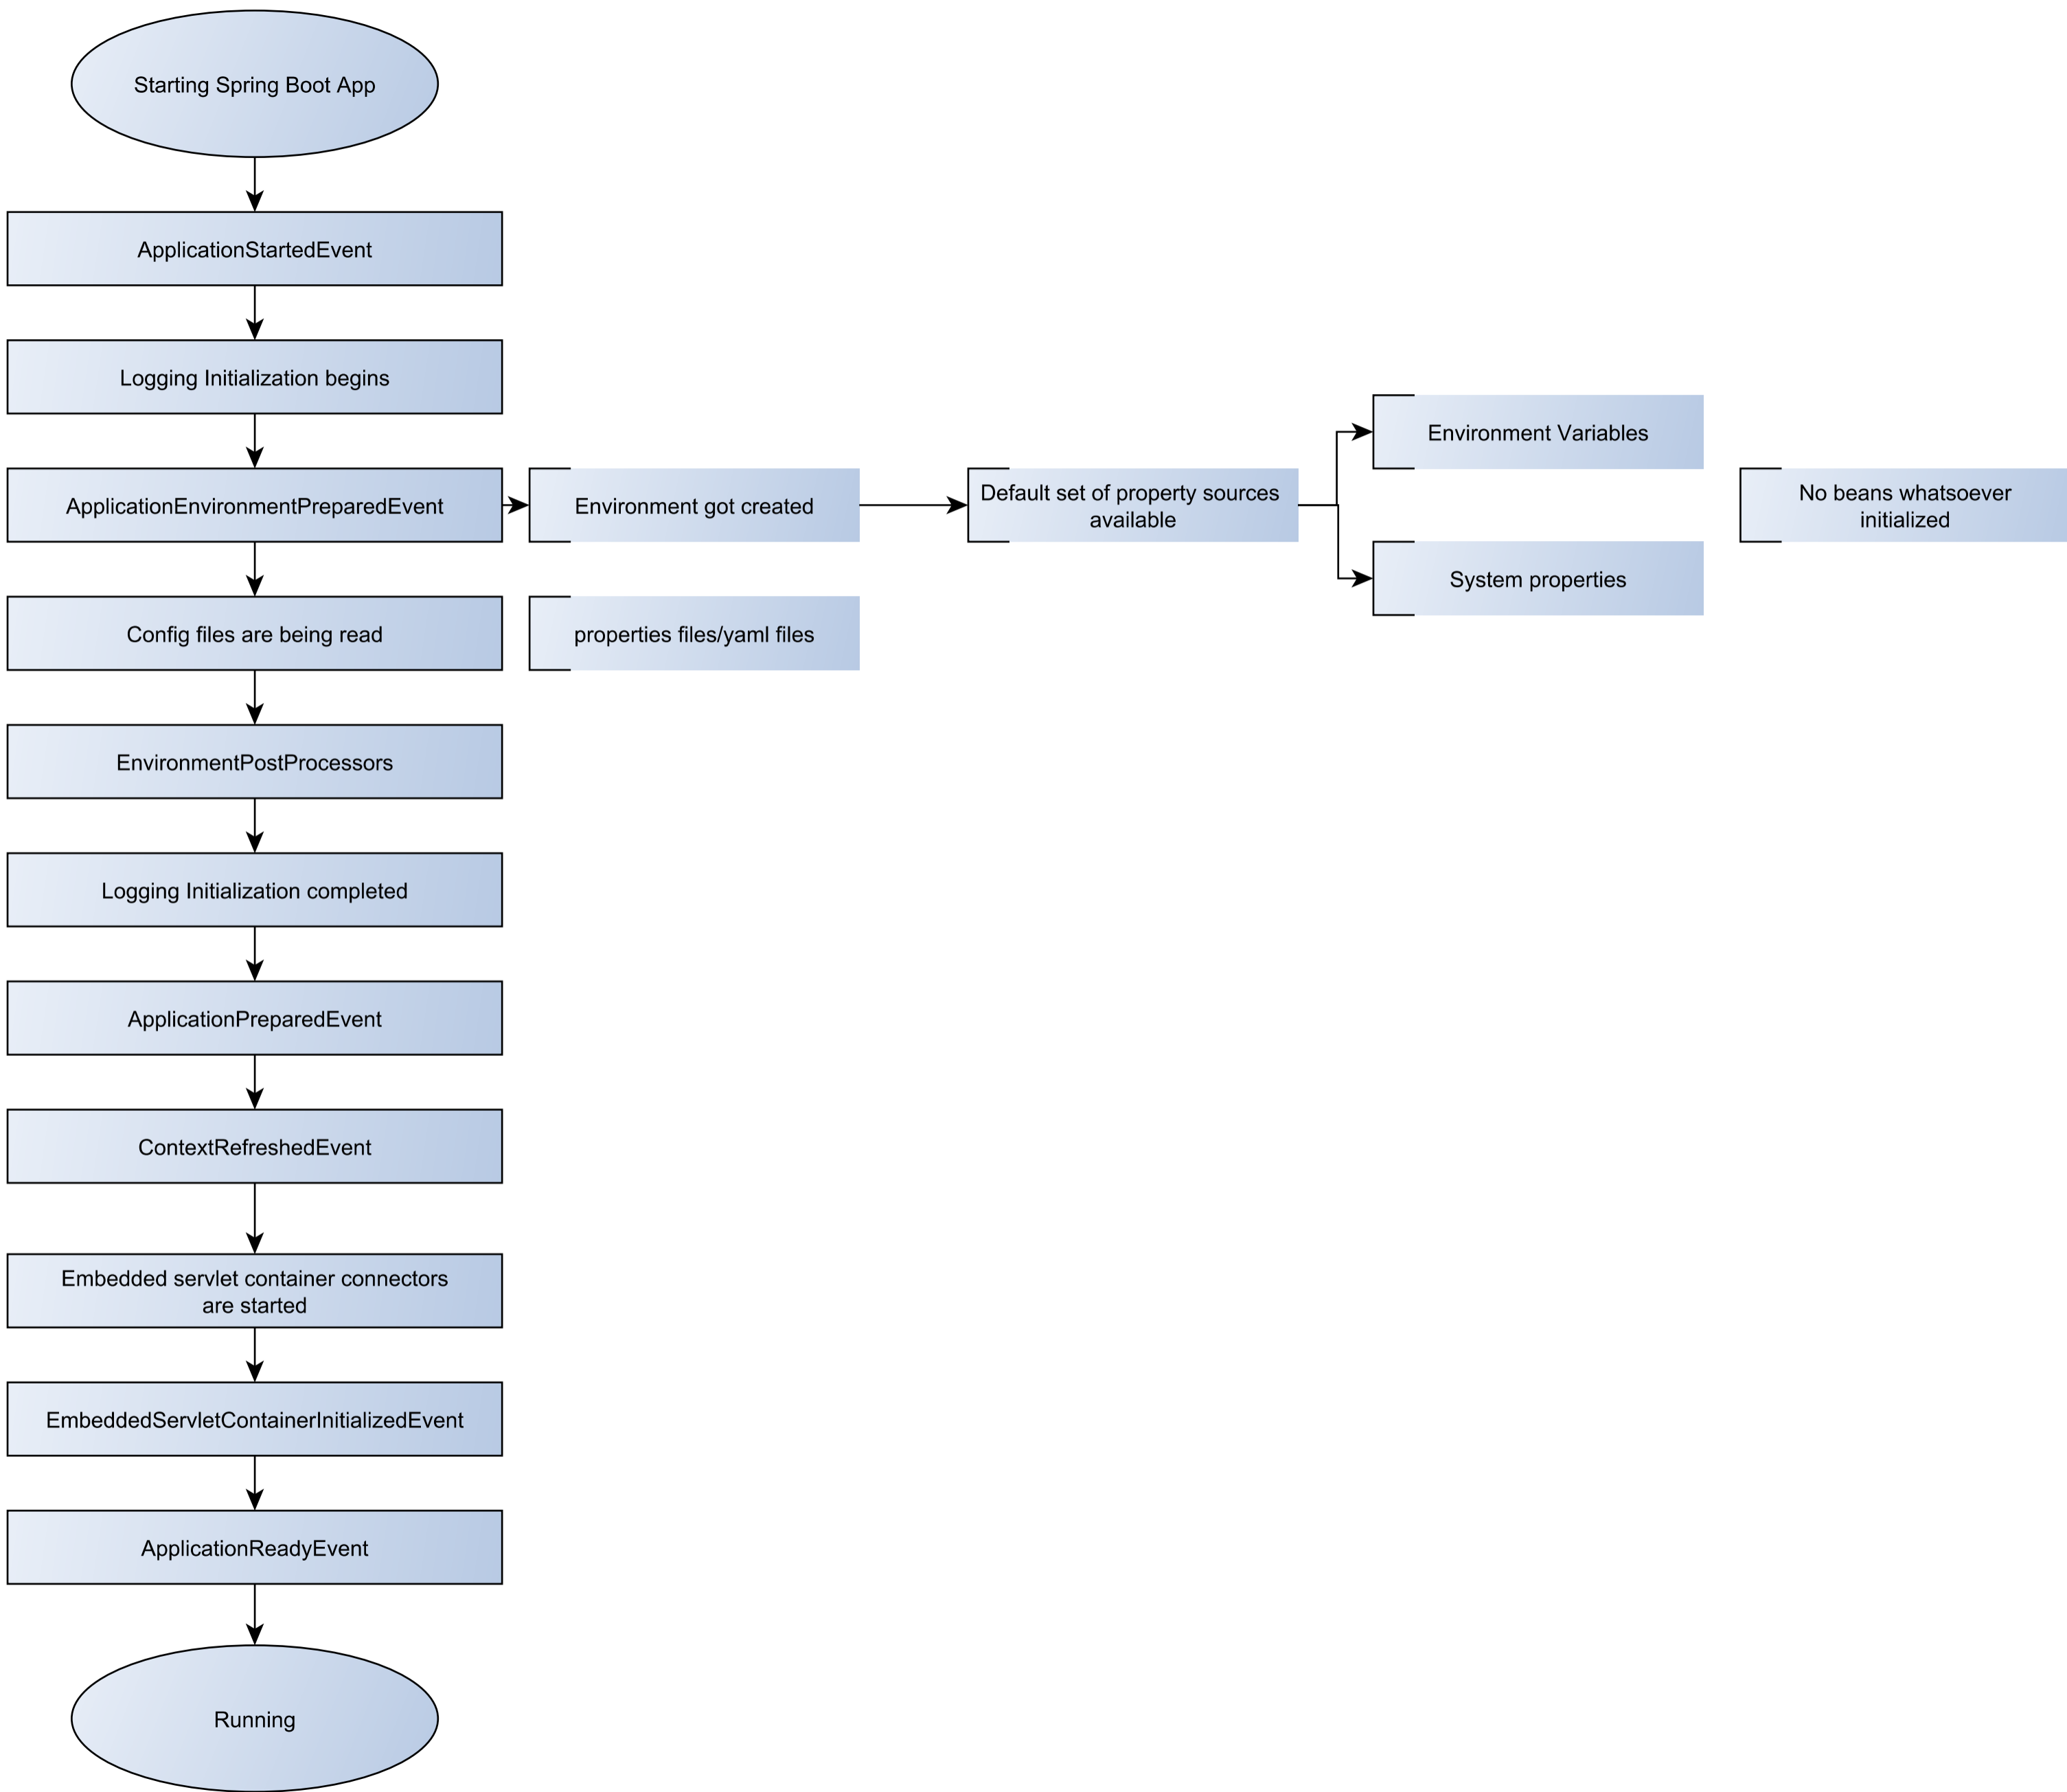 Starting Spring Boot App
ApplicationStartedEvent
Logging Initialization begins
Environment Variables
ApplicationEnvironmentPreparedEvent
Environment got created
Default set of property sources
available
No beans whatsoever
initialized
System properties
Config files are being read
properties files/yaml files
EnvironmentPostProcessors
Logging Initialization completed
ApplicationPreparedEvent
ContextRefreshedEvent
Embedded servlet container connectors
are started
EmbeddedServletContainerInitializedEvent
ApplicationReadyEvent
Running